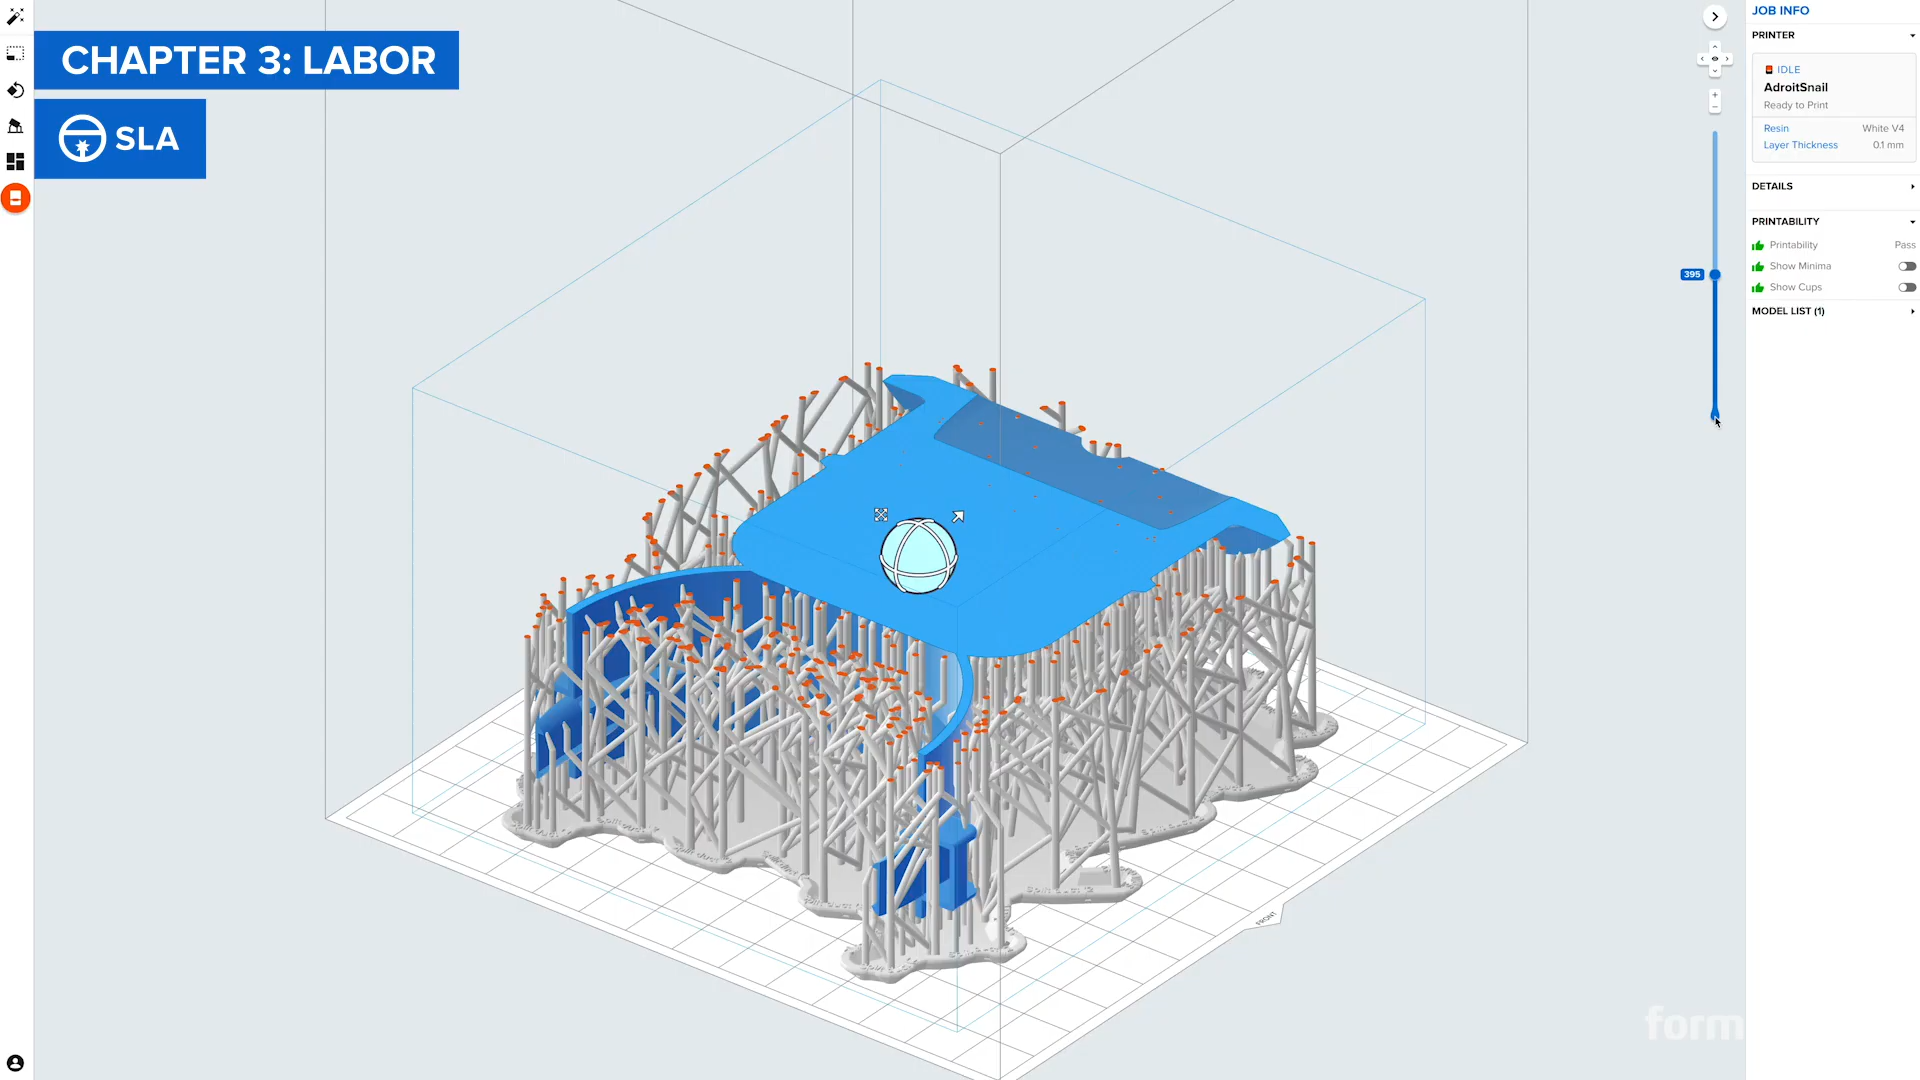 CHAPTER 3: LABOR
SLA
JOB INFO
PRINTER
IDLE
AdroitSnail
Ready to Print
Resin White V4
Layer Thickness 0.1 mm
DETAILS
PRINTABILITY
Printability Pass
Show Minima
Show Cups
MODEL LIST (1)
395
FRONT
form